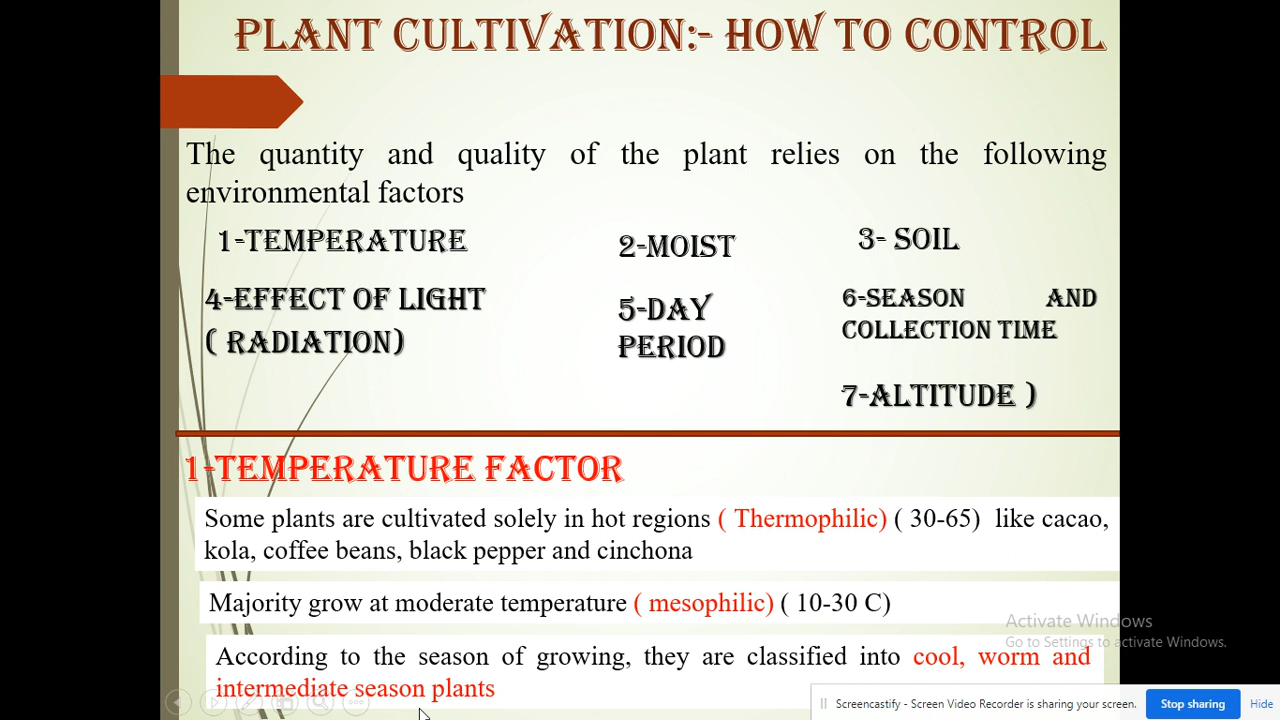 PLANT CULTIVATION:- HOW TO CONTROL
The quantity and quality of the plant relies on the following
environmental factors
1-TEMPERATURE
2-MOIST
3- SOIL
4-EFFECT OF LIGHT
( RADIATION)
5-DAY
PERIOD
6-SEASON AND
COLLECTION TIME
7-ALTITUDE )
1-TEMPERATURE FACTOR
Some plants are cultivated solely in hot regions ( Thermophilic) ( 30-65) like cacao,
kola, coffee beans, black pepper and cinchona
Majority grow at moderate temperature ( mesophilic) ( 10-30 C)
According to the season of growing, they are classified into cool, worm and
intermediate season plants
Activate Windows
Go to Settings to activate Windows.
Screencastify - Screen Video Recorder is sharing your screen.
Stop sharing
Hide